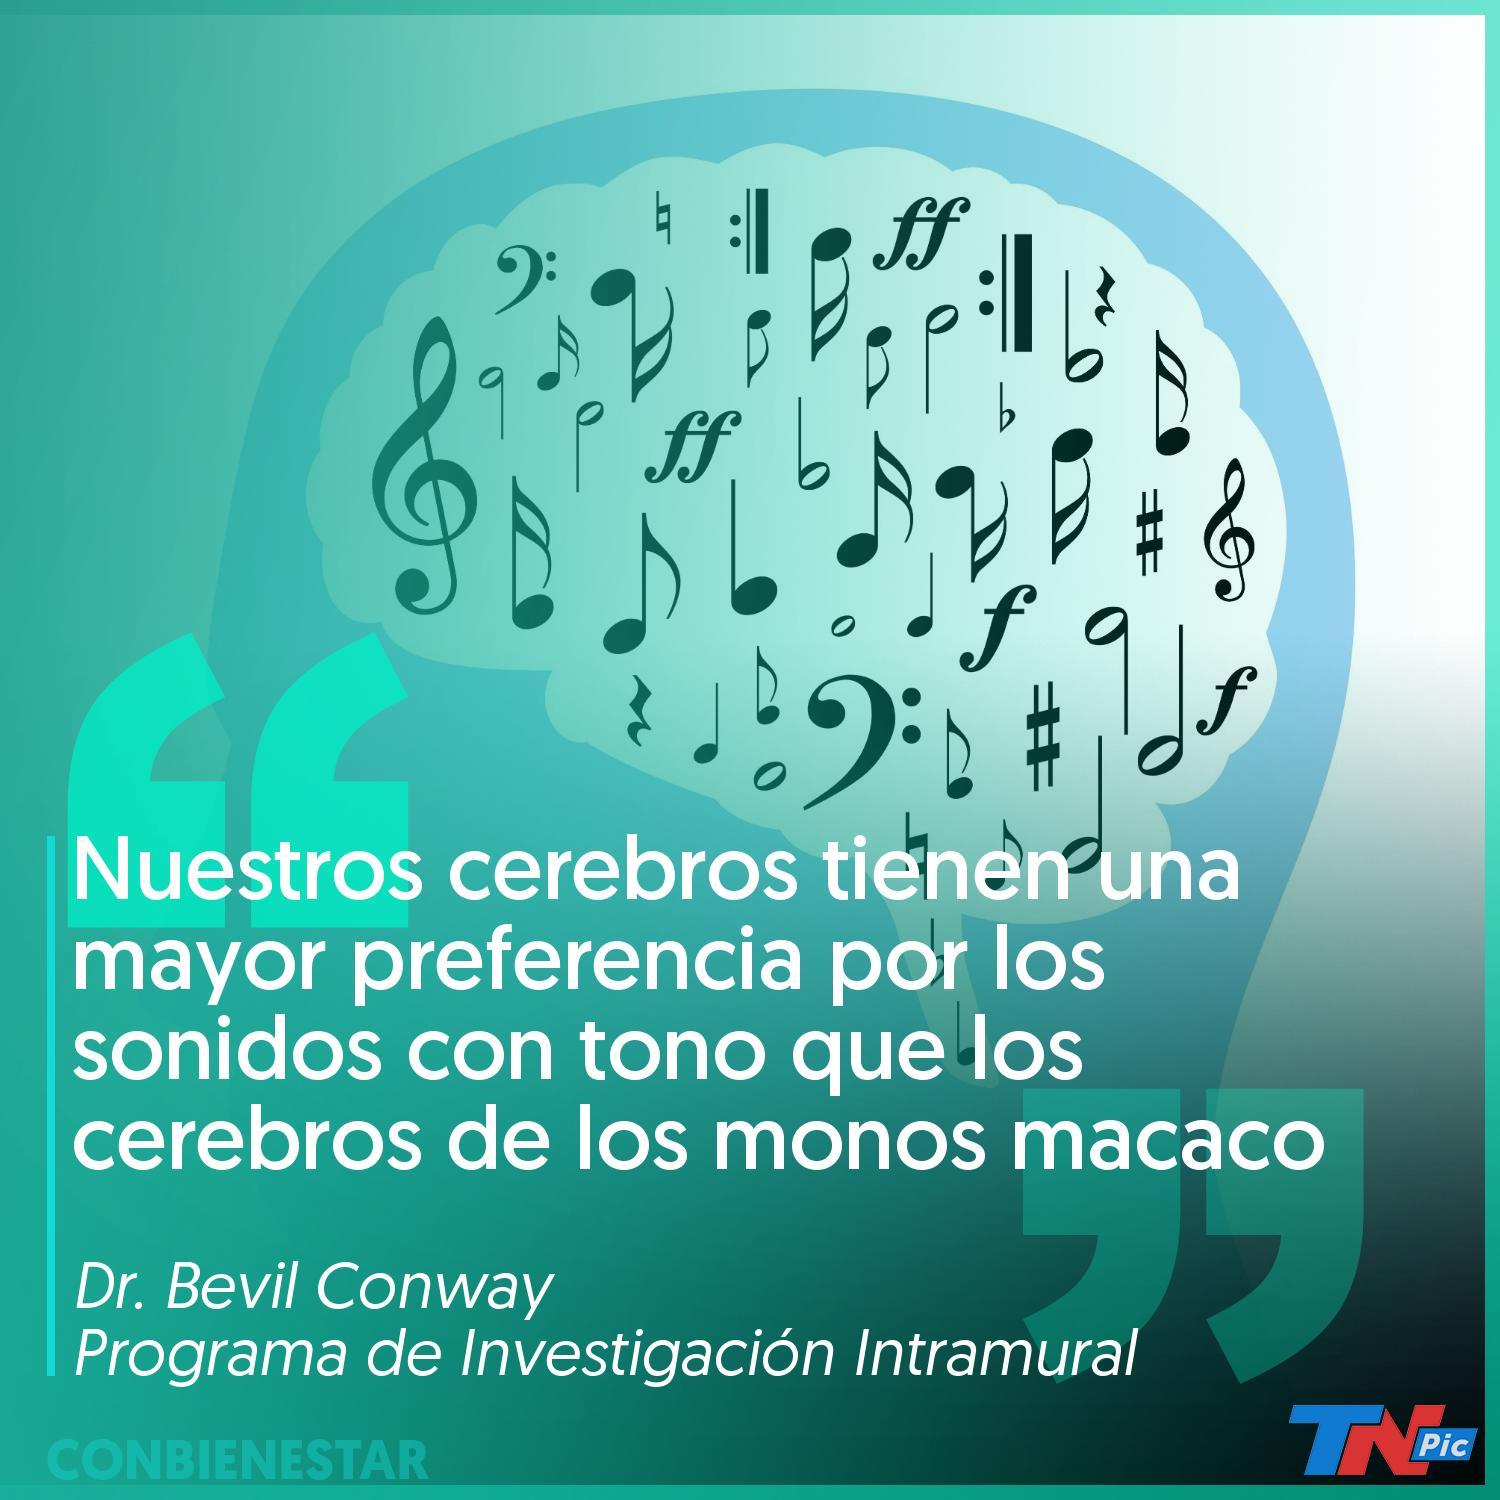 Nuestros cerebros tienen una
mayor preferencia por los
sonidos con tono que los
cerebros de los monos macaco
Dr. Bevil Conway
Programa de Investigación Intramural
CONBIENESTAR
TN Pic